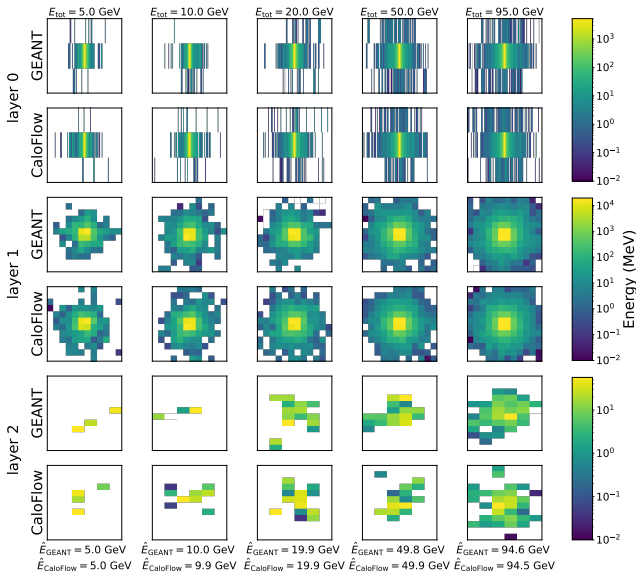 E_tot = 5.0 GeV E_tot = 10.0 GeV E_tot = 20.0 GeV E_tot = 50.0 GeV E_tot = 95.0 GeV
layer 0
GEANT
CaloFlow
10^3
10^2
10^1
10^0
10^−1
10^−2
layer 1
GEANT
CaloFlow
10^4
10^3
10^2
10^1
10^0
10^−1
10^−2
Energy (MeV)
layer 2
GEANT
CaloFlow
10^1
10^0
10^−1
10^−2
Ê_GEANT = 5.0 GeV Ê_GEANT = 10.0 GeV Ê_GEANT = 19.9 GeV Ê_GEANT = 49.8 GeV Ê_GEANT = 94.6 GeV
Ê_CaloFlow = 5.0 GeV Ê_CaloFlow = 9.9 GeV Ê_CaloFlow = 19.9 GeV Ê_CaloFlow = 49.9 GeV Ê_CaloFlow = 94.5 GeV